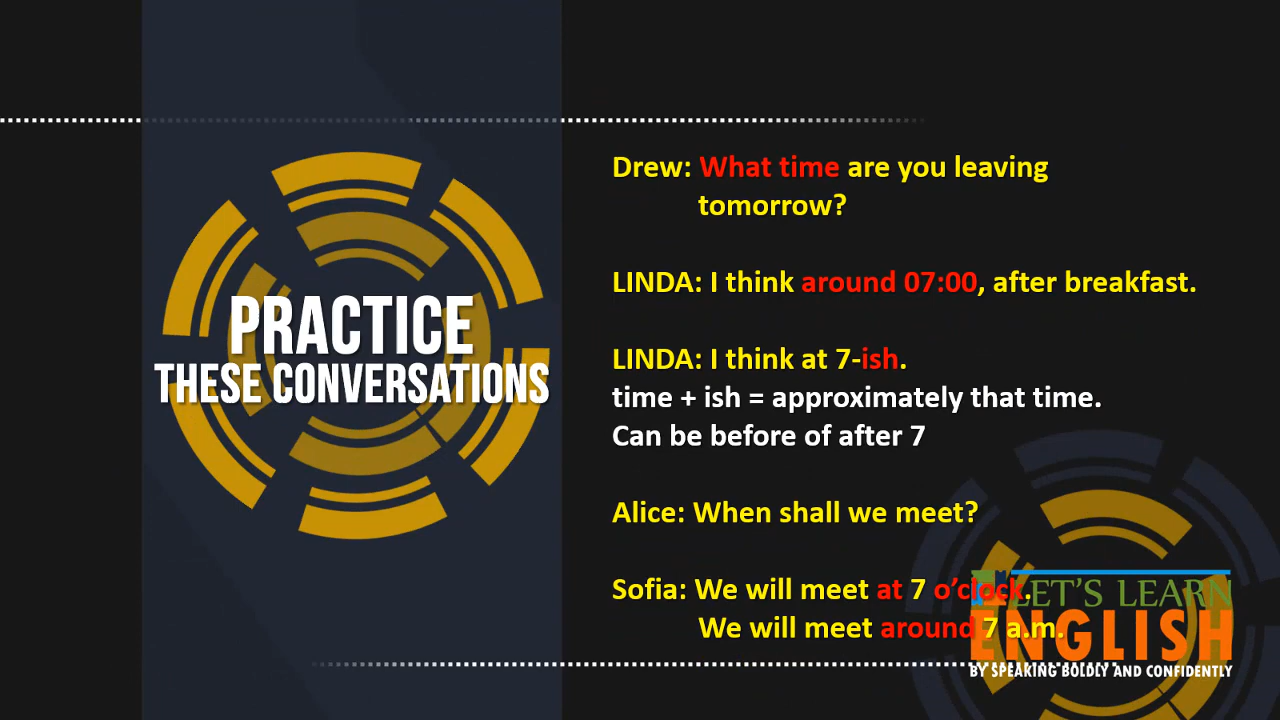 PRACTICE
THESE CONVERSATIONS
Drew: What time are you leaving
tomorrow?
LINDA: I think around 07:00, after breakfast.
LINDA: I think at 7-ish.
time + ish = approximately that time.
Can be before of after 7
Alice: When shall we meet?
Sofia: We will meet at 7 o’clock.
We will meet around 7 a.m.
LET'S LEARN
ENGLISH
BY SPEAKING BOLDLY AND CONFIDENTLY